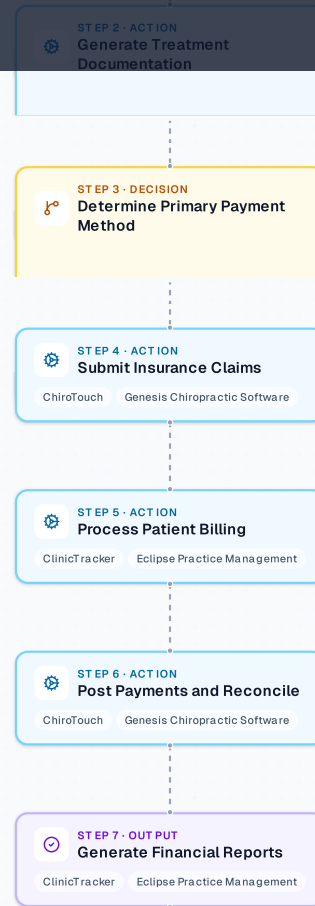 STEP 2 · ACTION
Generate Treatment
Documentation
STEP 3 · DECISION
Determine Primary Payment
Method
STEP 4 · ACTION
Submit Insurance Claims
ChiroTouch Genesis Chiropractic Software
STEP 5 · ACTION
Process Patient Billing
ClinicTracker Eclipse Practice Management
STEP 6 · ACTION
Post Payments and Reconcile
ChiroTouch Genesis Chiropractic Software
STEP 7 · OUTPUT
Generate Financial Reports
ClinicTracker Eclipse Practice Management